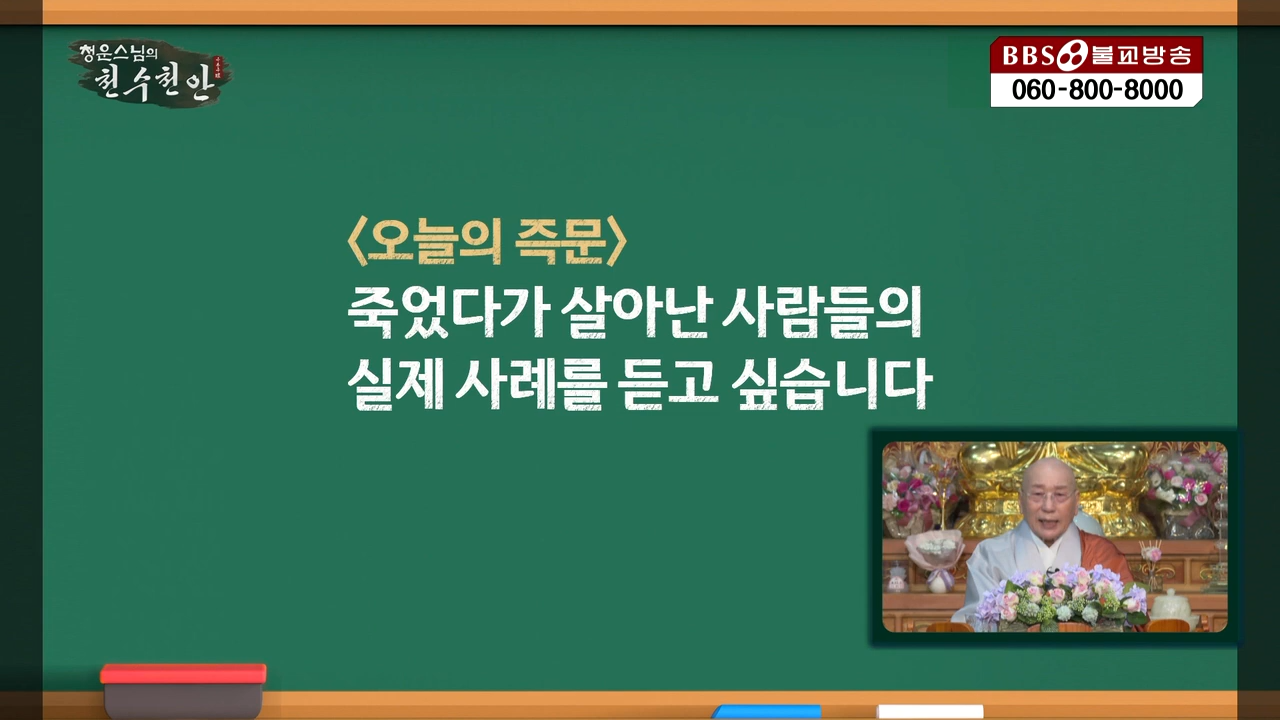 청운스님의
천수천안
BBS 불교방송
060-800-8000
<오늘의 즉문>
죽었다가 살아난 사람들의
실제 사례를 듣고 싶습니다